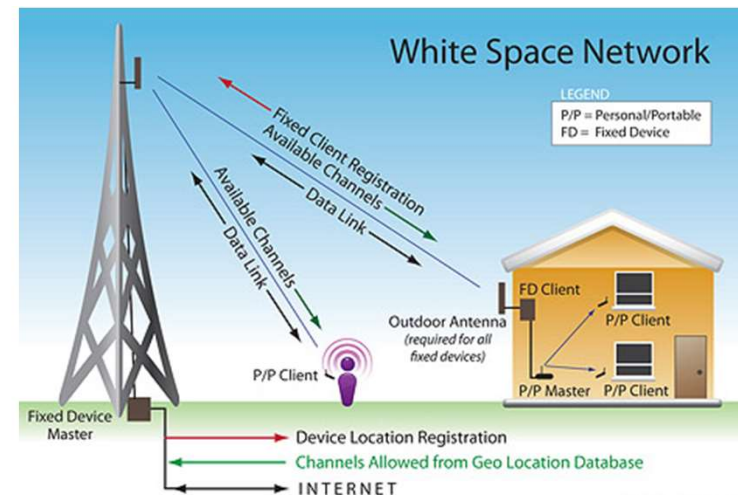 White Space Network
LEGEND
P/P = Personal/Portable
FD = Fixed Device
Fixed Client Registration
Available Channels
Data Link
Available Channels
Data Link
FD Client
P/P Client
Outdoor Antenna
(required for all
fixed devices)
P/P Client
P/P Master
P/P Client
Fixed Device
Master
Device Location Registration
Channels Allowed from Geo Location Database
INTERNET